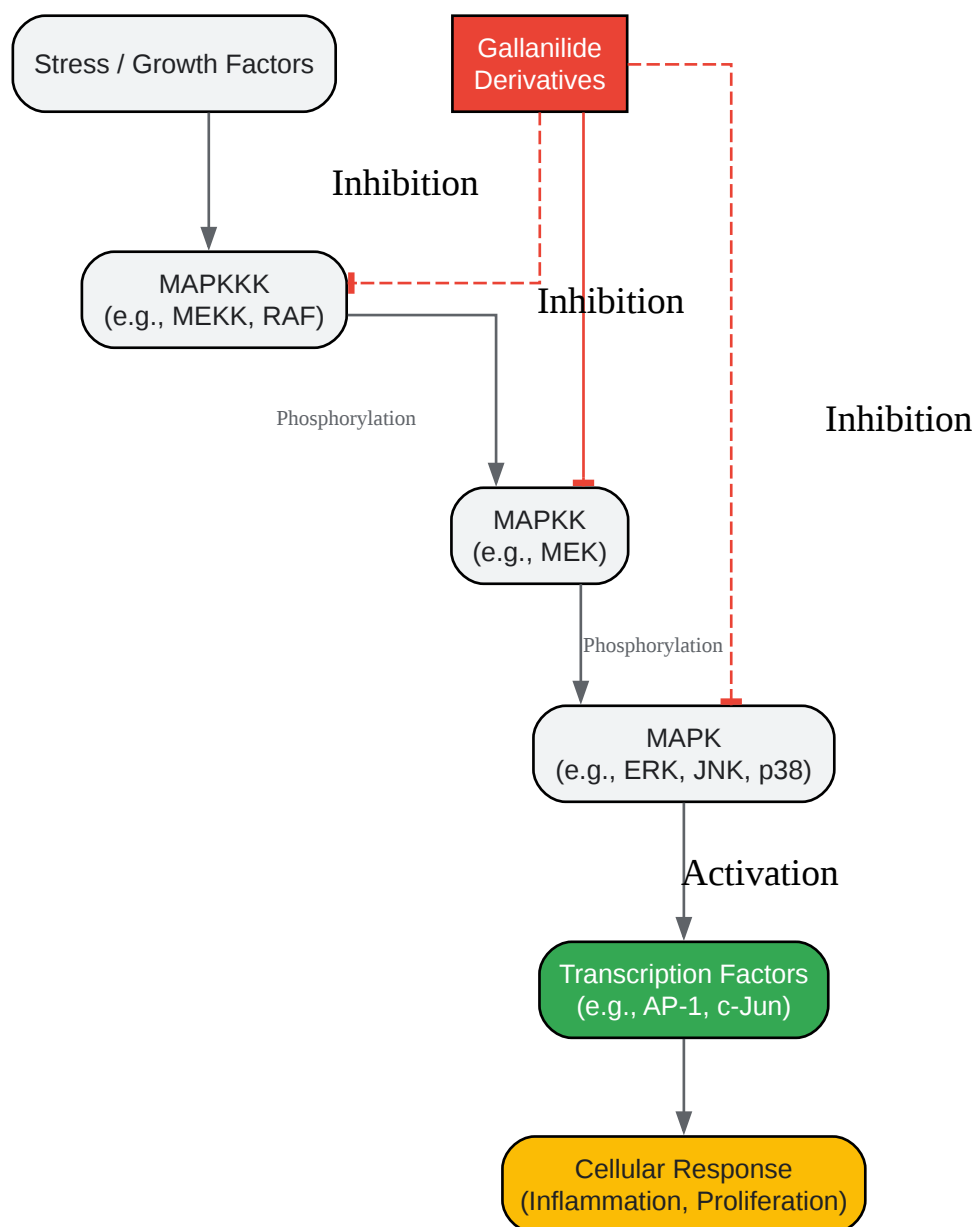 Stress / Growth Factors
Gallanilide
Derivatives
Inhibition
MAPKKK
(e.g., MEKK, RAF)
Inhibition
Phosphorylation
Inhibition
MAPKK
(e.g., MEK)
Phosphorylation
MAPK
(e.g., ERK, JNK, p38)
Activation
Transcription Factors
(e.g., AP-1, c-Jun)
Cellular Response
(Inflammation, Proliferation)